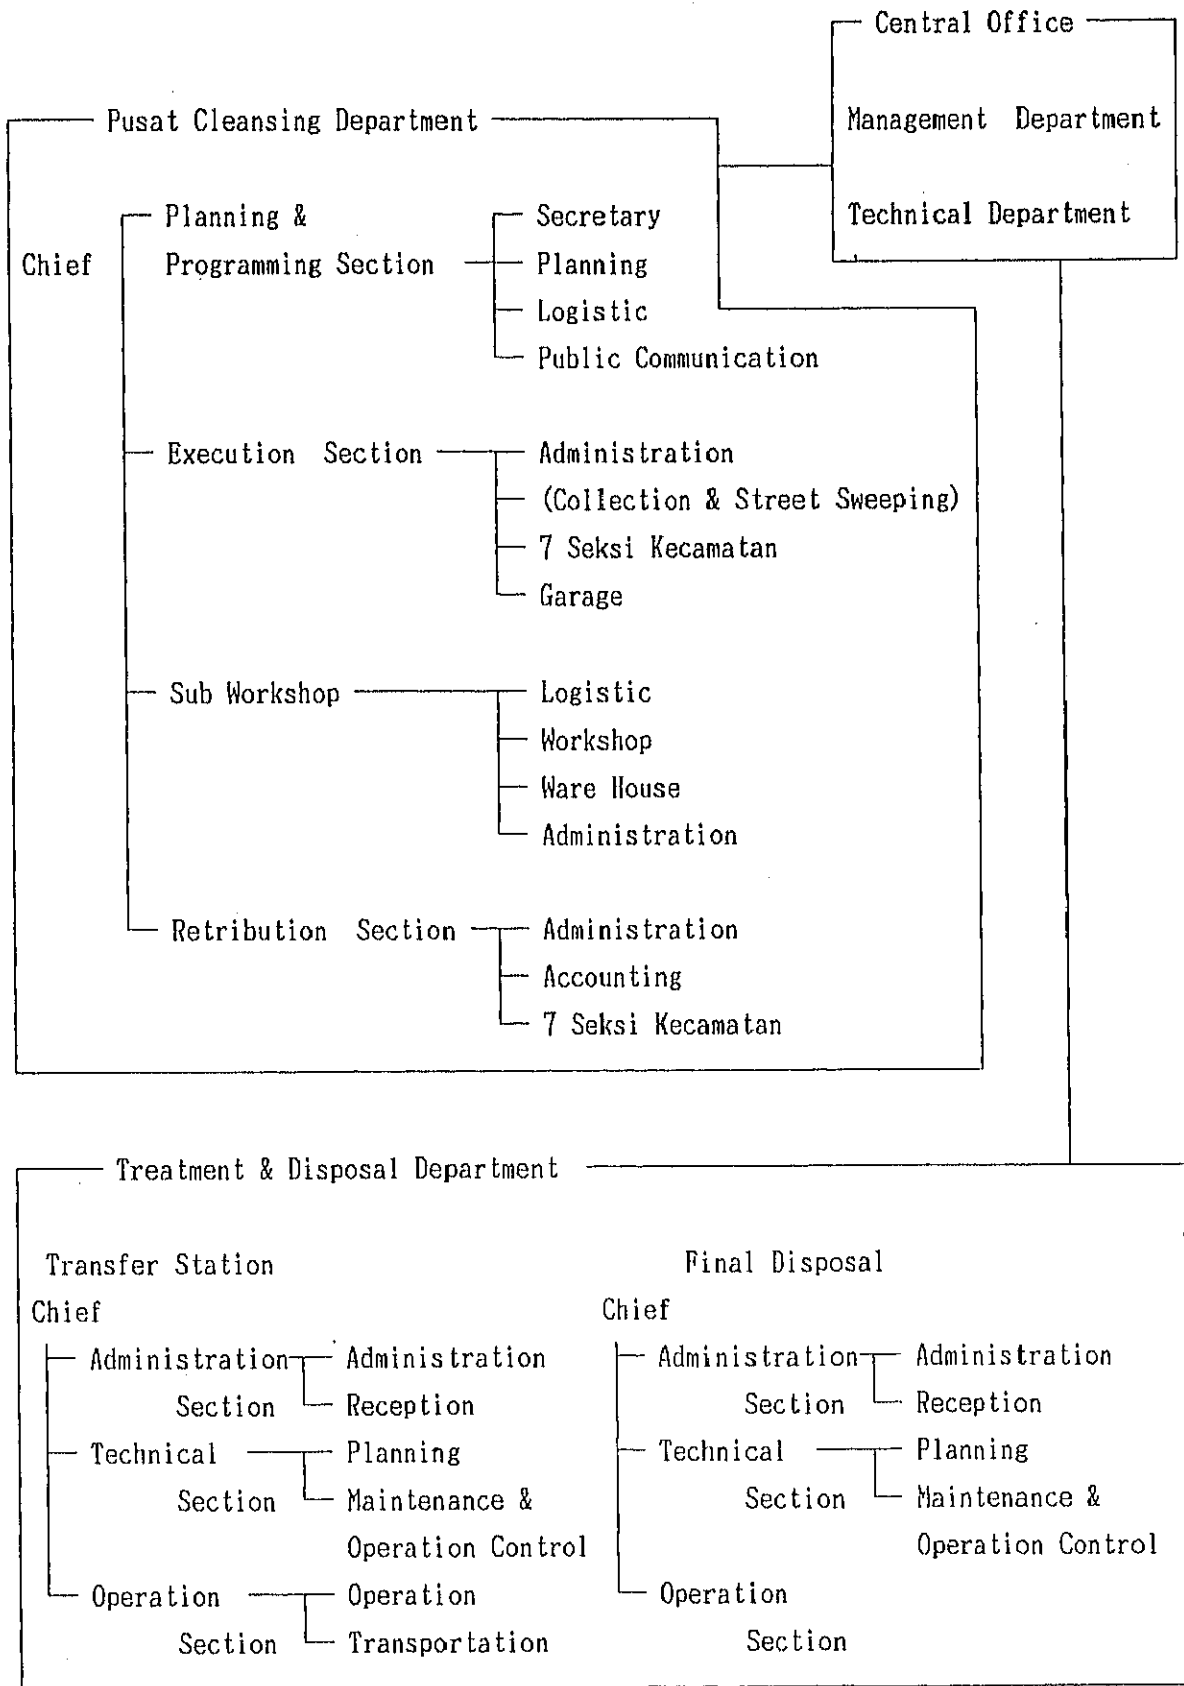 Central Office
Pusat Cleansing Department
Management Department
Planning & Secretary Technical Department
Chief Programming Section Planning
Logistic
Public Communication
Execution Section Administration
(Collection & Street Sweeping)
7 Seksi Kecamatan
Garage
Sub Workshop Logistic
Workshop
Ware House
Administration
Retribution Section Administration
Accounting
7 Seksi Kecamatan
Treatment & Disposal Department
Transfer Station Final Disposal
Chief Chief
Administration Administration Administration Administration
Section Reception Section Reception
Technical Planning Technical Planning
Section Maintenance & Section Maintenance &
Operation Control Operation Control
Operation Operation Operation
Section Transportation Section